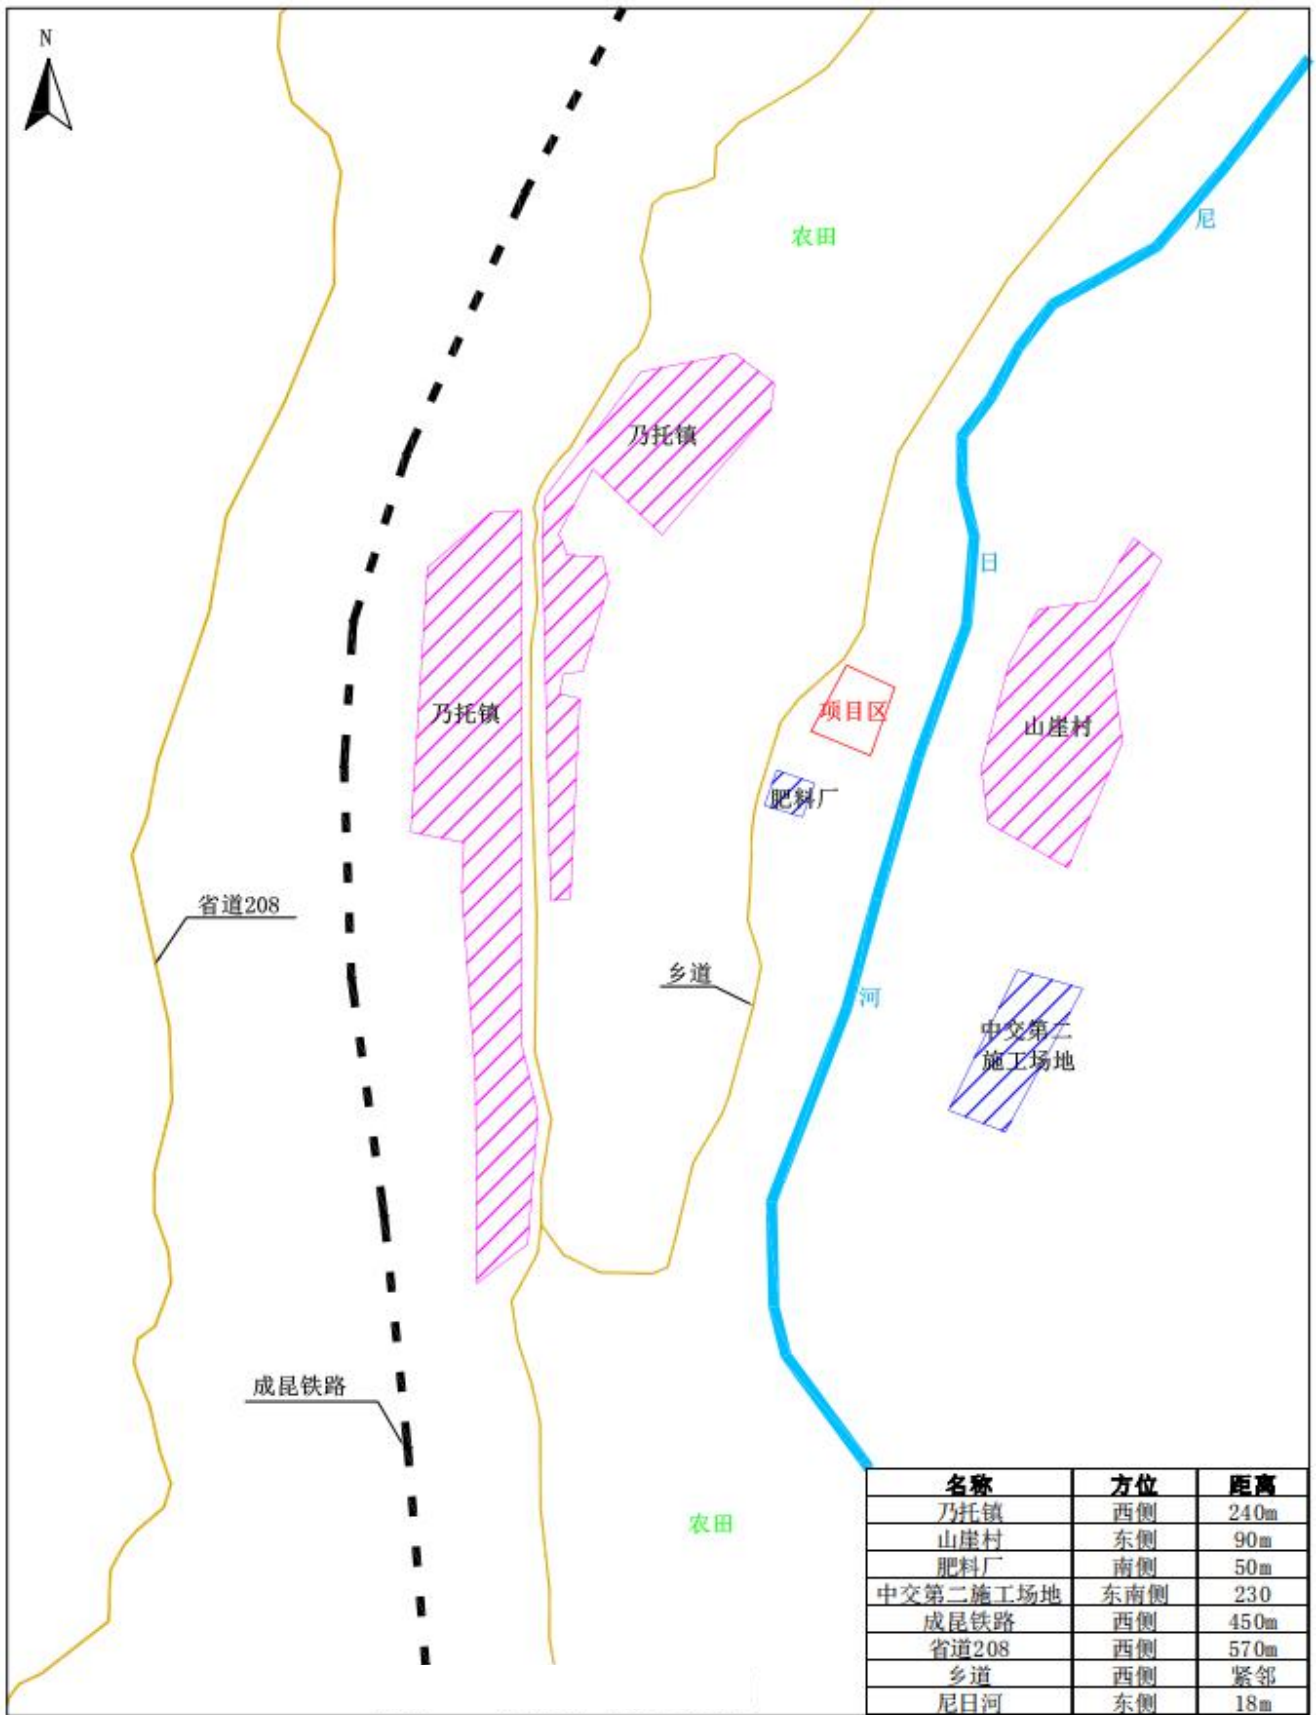 N
尼
农田
乃托镇
日
乃托镇
项目区
山崖村
肥料厂
省道208
乡道
河
中交第二
施工场地
成昆铁路
农田
名称 方位 距离
乃托镇 西侧 240m
山崖村 东侧 90m
肥料厂 南侧 50m
中交第二施工场地 东南侧 230
成昆铁路 西侧 450m
省道208 西侧 570m
乡道 西侧 紧邻
尼日河 东侧 18m